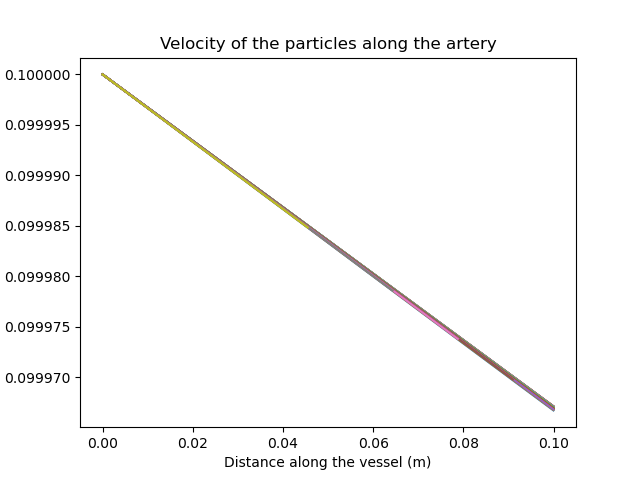 Velocity of the particles along the artery
0.100000
0.099995
0.099990
0.099985
0.099980
0.099975
0.099970
0.00 0.02 0.04 0.06 0.08 0.10
Distance along the vessel (m)